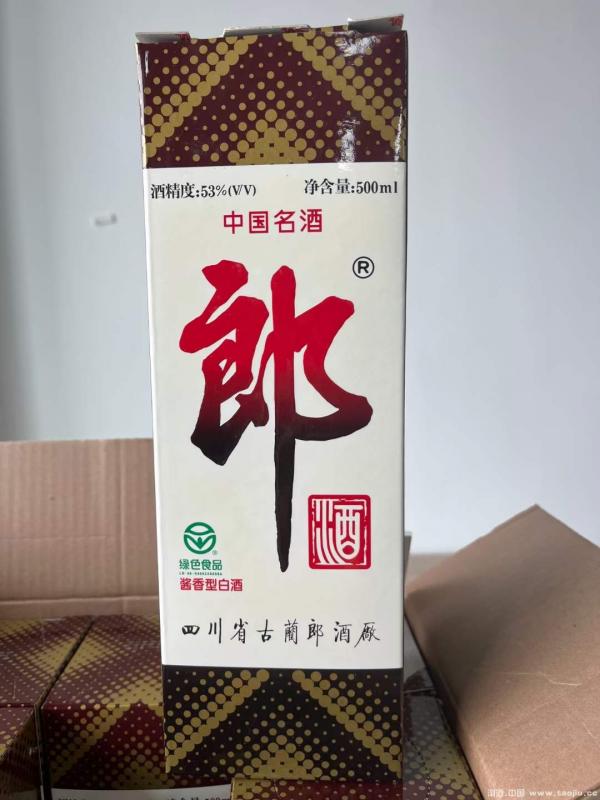 酒精度:53%(V/V) 净含量:500ml
中国名酒
郎®
酒
绿色食品
酱香型白酒
四川省古蔺郎酒厰
淘酒.中国 www.taojiu.cc